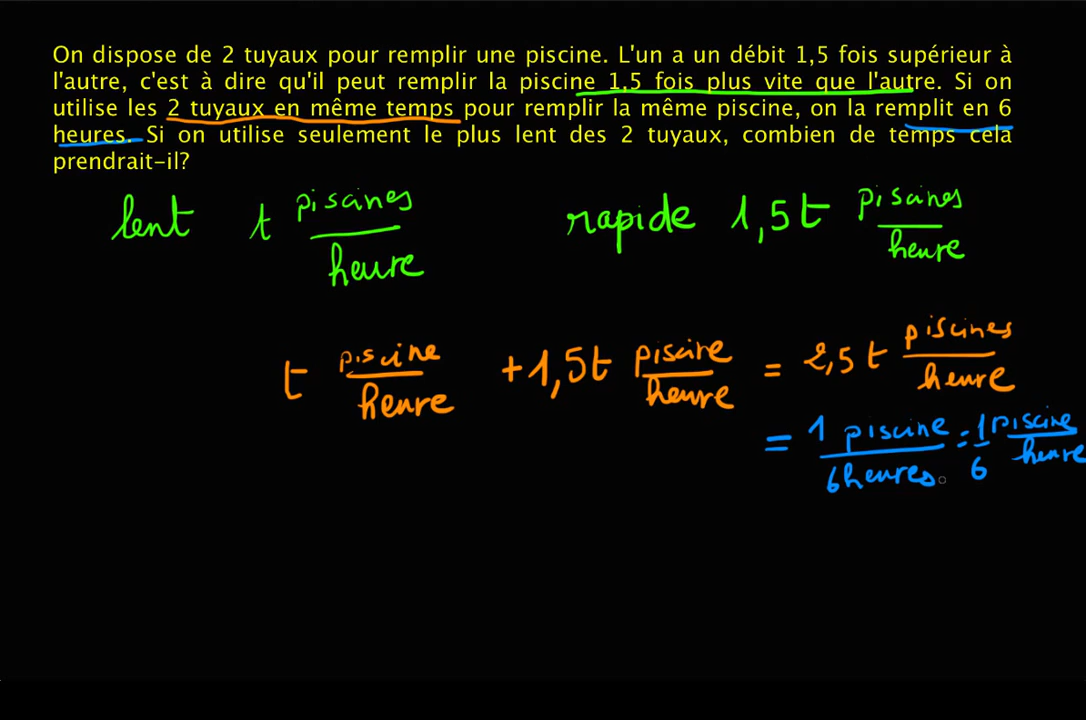 On dispose de 2 tuyaux pour remplir une piscine. L'un a un débit 1,5 fois supérieur à
l'autre, c'est à dire qu'il peut remplir la piscine 1,5 fois plus vite que l'autre. Si on
utilise les 2 tuyaux en même temps pour remplir la même piscine, on la remplit en 6
heures. Si on utilise seulement le plus lent des 2 tuyaux, combien de temps cela
prendrait-il?
lent t piscines/heure rapide 1,5t piscines/heure
t piscine/heure +1,5t piscire/heure = 2,5t piscines/heure
= 1 piscine/6heures = 1/6 piscine/heure